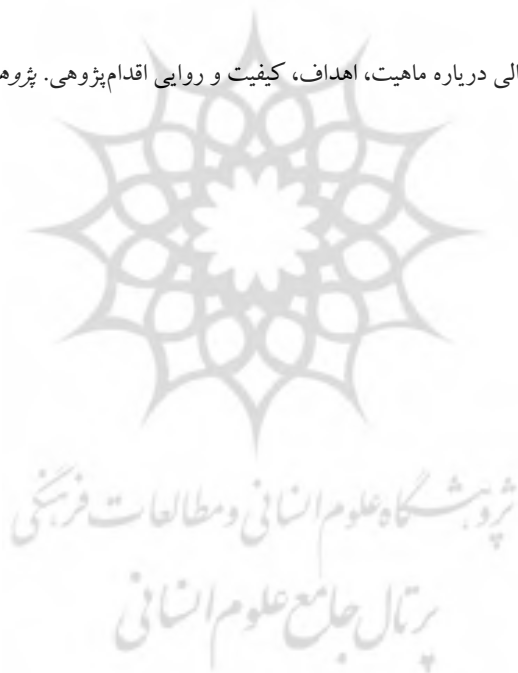 الی درباره ماهیت، اهداف، کیفیت و روایی اقدام‌پژوهی. پژوه
پژوهشگاه علوم انسانی و مطالعات فرهنگی
پرتال جامع علوم انسانی